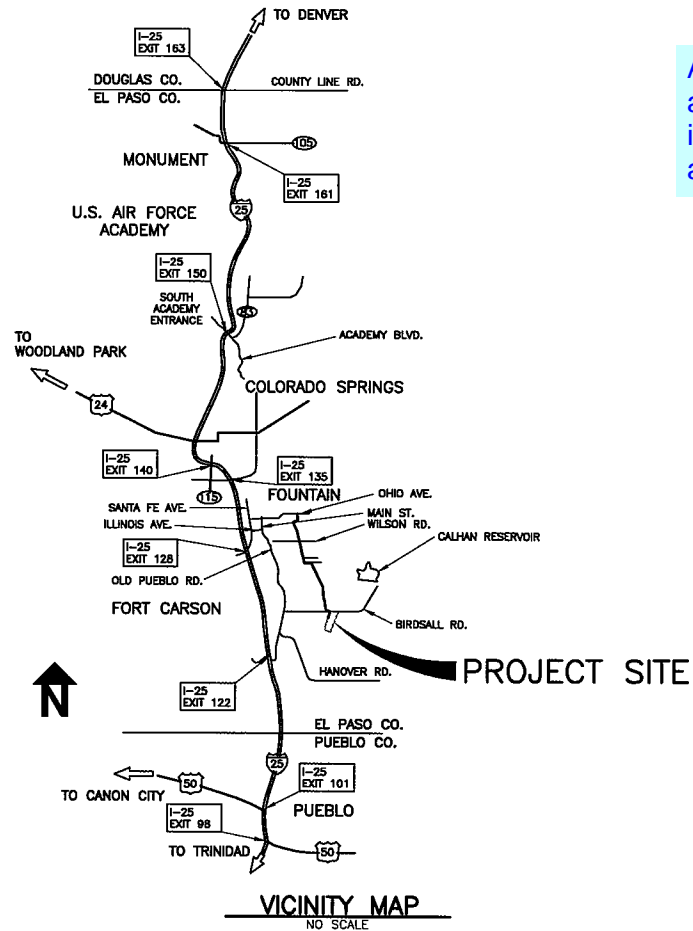 TO DENVER
I-25
EXIT 163
DOUGLAS CO.
EL PASO CO.
COUNTY LINE RD.
105
MONUMENT
I-25
EXIT 161
U.S. AIR FORCE
ACADEMY
25
I-25
EXIT 150
SOUTH
ACADEMY
ENTRANCE
83
ACADEMY BLVD.
TO
WOODLAND PARK
24
COLORADO SPRINGS
I-25
EXIT 140
I-25
EXIT 135
115
FOUNTAIN
OHIO AVE.
SANTA FE AVE.
MAIN ST.
ILLINOIS AVE.
WILSON RD.
I-25
EXIT 128
CALHAN RESERVOIR
OLD PUEBLO RD.
FORT CARSON
BIRDSALL RD.
PROJECT SITE
HANOVER RD.
N
I-25
EXIT 122
EL PASO CO.
PUEBLO CO.
25
I-25
EXIT 101
50
TO CANON CITY
PUEBLO
I-25
EXIT 98
TO TRINIDAD
50
VICINITY MAP
NO SCALE